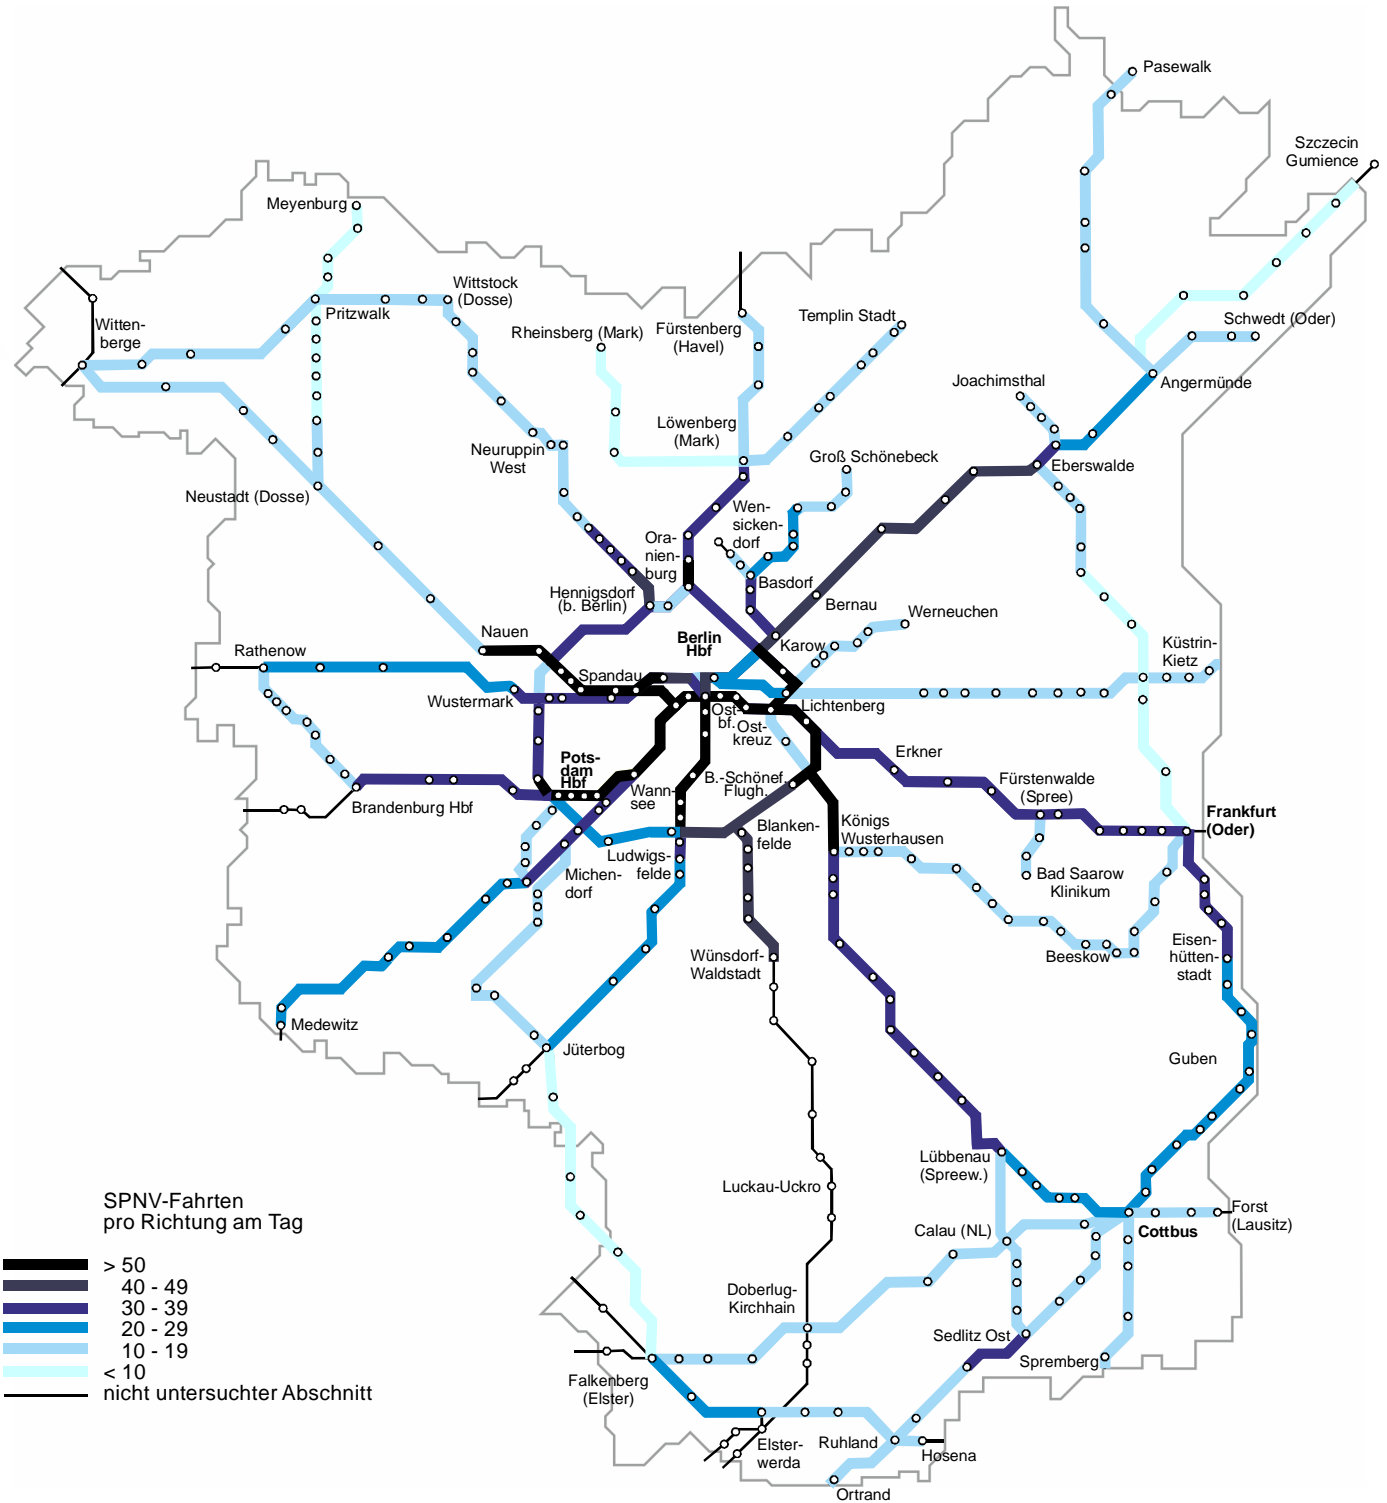 Pasewalk
Szczecin
Gumience
Meyenburg
Wittstock
(Dosse)
Pritzwalk
Witten-
berge
Rheinsberg (Mark)
Fürstenberg
(Havel)
Templin Stadt
Schwedt (Oder)
Angermünde
Joachimsthal
Löwenberg
(Mark)
Neuruppin
West
Groß Schönebeck
Eberswalde
Neustadt (Dosse)
Wen-
sicken-
dorf
Ora-
nien-
burg
Basdorf
Hennigsdorf
(b. Berlin)
Bernau
Werneuchen
Nauen
Berlin
Hbf
Karow
Küstrin-
Kietz
Rathenow
Spandau
Wustermark
Lichtenberg
Ost-
bf.
Ost-
kreuz
Erkner
Pots-
dam
Hbf
Wann-
see
B.-Schönef.
Flugh.
Fürstenwalde
(Spree)
Brandenburg Hbf
Blanken-
felde
Königs
Wusterhausen
Frankfurt
(Oder)
Ludwigs-
felde
Michen-
dorf
Bad Saarow
Klinikum
Wünsdorf-
Waldstadt
Beeskow
Eisen-
hütten-
stadt
Medewitz
Jüterbog
Guben
Lübbenau
(Spreew.)
Luckau-Uckro
Calau (NL)
Forst
(Lausitz)
Cottbus
Doberlug-
Kirchhain
Sedlitz Ost
Spremberg
Falkenberg
(Elster)
Elster-
werda
Ruhland
Hosena
Ortrand
SPNV-Fahrten
pro Richtung am Tag
> 50
40 - 49
30 - 39
20 - 29
10 - 19
< 10
nicht untersuchter Abschnitt